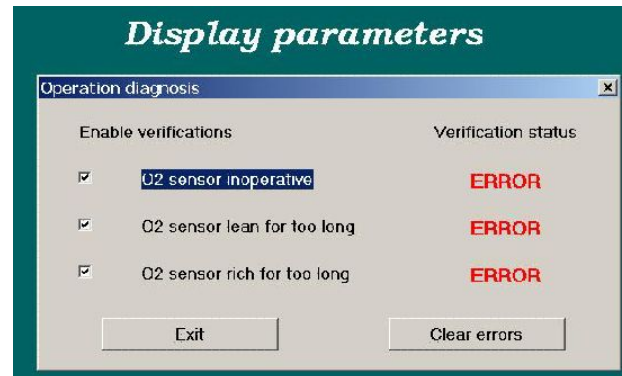 Display parameters
Operation diagnosis
Enable verifications Verification status
O2 sensor inoperative ERROR
O2 sensor lean for too long ERROR
O2 sensor rich for too long ERROR
Exit Clear errors